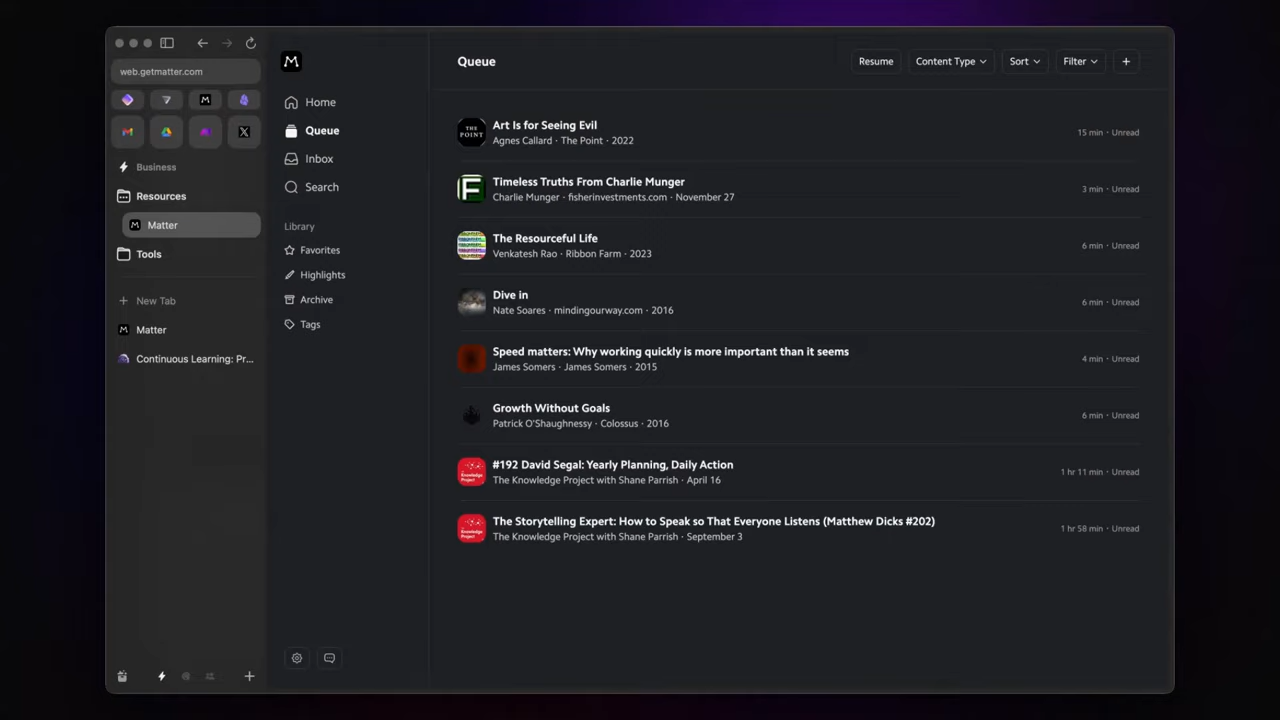 web.getmatter.com
Business
Resources
Matter
Tools
New Tab
Matter
Continuous Learning: Pr...
Home
Queue
Inbox
Search
Library
Favorites
Highlights
Archive
Tags
Queue
Resume
Content Type
Sort
Filter
THE POINT
Art Is for Seeing Evil
Agnes Callard · The Point · 2022
15 min · Unread
Timeless Truths From Charlie Munger
Charlie Munger · fisherinvestments.com · November 27
3 min · Unread
The Resourceful Life
Venkatesh Rao · Ribbon Farm · 2023
6 min · Unread
Dive in
Nate Soares · mindingourway.com · 2016
6 min · Unread
Speed matters: Why working quickly is more important than it seems
James Somers · James Somers · 2015
4 min · Unread
Growth Without Goals
Patrick O'Shaughnessy · Colossus · 2016
6 min · Unread
#192 David Segal: Yearly Planning, Daily Action
The Knowledge Project with Shane Parrish · April 16
1 hr 11 min · Unread
The Storytelling Expert: How to Speak so That Everyone Listens (Matthew Dicks #202)
The Knowledge Project with Shane Parrish · September 3
1 hr 58 min · Unread